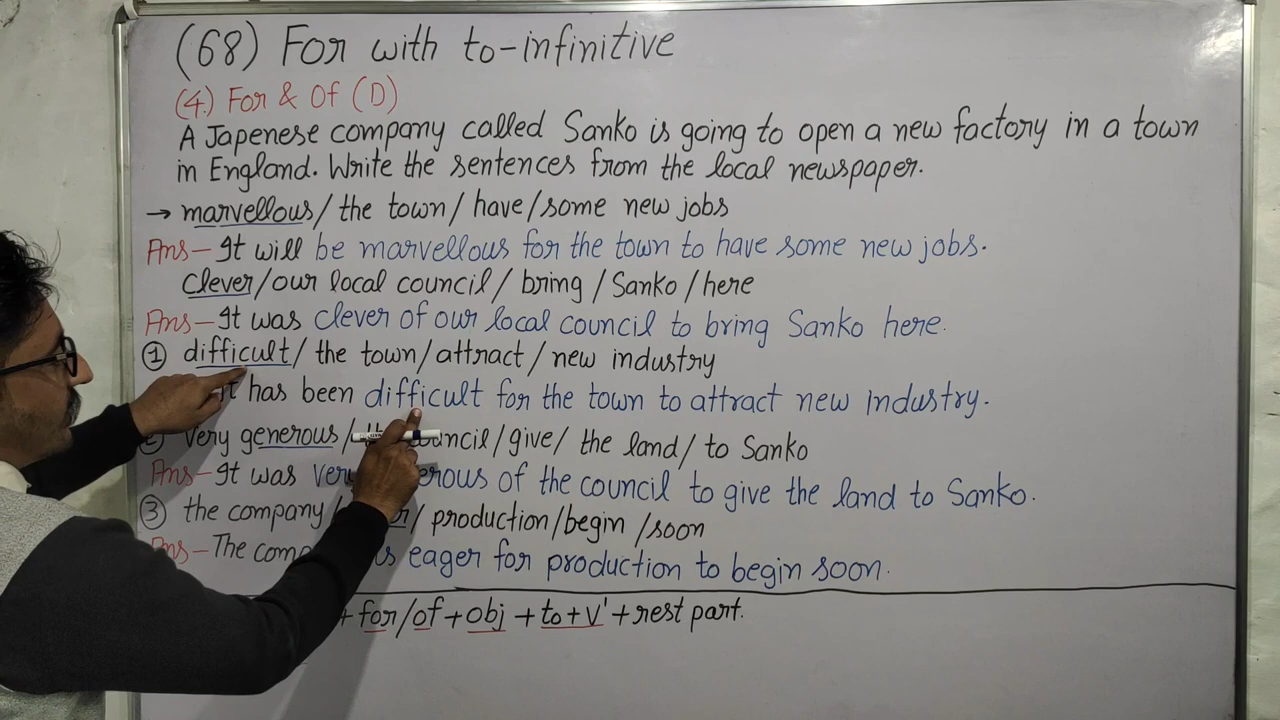 (68) For with to-infinitive
(4.) For & Of (D)
A Japenese company called Sanko is going to open a new factory in a town
in England. Write the sentences from the local newspaper.
→ marvellous/ the town/ have/some new jobs
Ans- It will be marvellous for the town to have some new jobs.
Clever/our local council/ bring / Sanko / here
Ans- It was clever of our local council to bring Sanko here.
① difficult/ the town/attract/ new industry
It has been difficult for the town to attract new industry.
very generous / council/give/ the land/ to Sanko
Ans- It was of the council to give the land to Sanko.
③ the company / production/begin /soon
Ans- The eager for production to begin soon.
+ for/of + obj + to+v' + rest part.